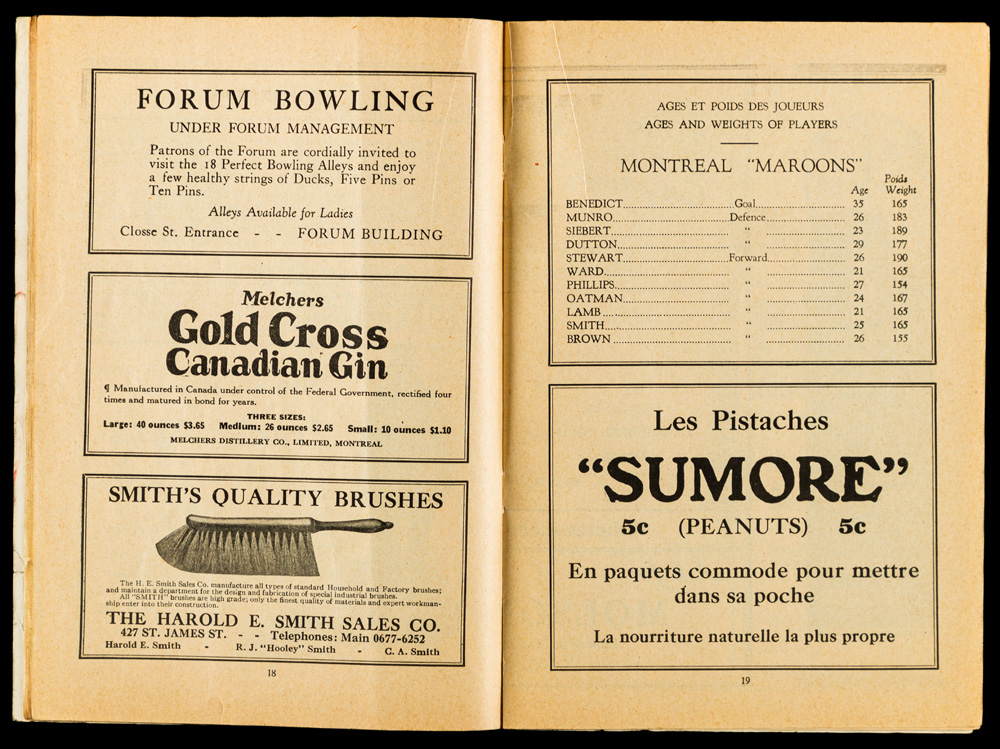 FORUM BOWLING
UNDER FORUM MANAGEMENT
Patrons of the Forum are cordially invited to
visit the 18 Perfect Bowling Alleys and enjoy
a few healthy strings of Ducks, Five Pins or
Ten Pins.
Alleys Available for Ladies
Closse St. Entrance - - FORUM BUILDING
Melchers
Gold Cross
Canadian Gin
¶ Manufactured in Canada under control of the Federal Government, rectified four
times and matured in bond for years.
THREE SIZES:
Large: 40 ounces $3.65 Medium: 26 ounces $2.65 Small: 10 ounces $1.10
MELCHERS DISTILLERY CO., LIMITED, MONTREAL
SMITH'S QUALITY BRUSHES
The H. E. Smith Sales Co. manufacture all types of standard Household and Factory brushes;
and maintain a department for the design and fabrication of special industrial brushes.
All "SMITH" brushes are high grade; only the finest quality of materials and expert workman-
ship enter into their construction.
THE HAROLD E. SMITH SALES CO.
427 ST. JAMES ST. - - Telephones: Main 0677-6252
Harold E. Smith - R. J. "Hooley" Smith - C. A. Smith
18
AGES ET POIDS DES JOUEURS
AGES AND WEIGHTS OF PLAYERS
MONTREAL "MAROONS"
Poids
Age Weight
BENEDICT Goal 35 165
MUNRO Defence 26 183
SIEBERT " 23 189
DUTTON " 29 177
STEWART Forward 26 190
WARD " 21 165
PHILLIPS " 27 154
OATMAN " 24 167
LAMB " 21 165
SMITH " 25 165
BROWN " 26 155
Les Pistaches
"SUMORE"
5c (PEANUTS) 5c
En paquets commode pour mettre
dans sa poche
La nourriture naturelle la plus propre
19